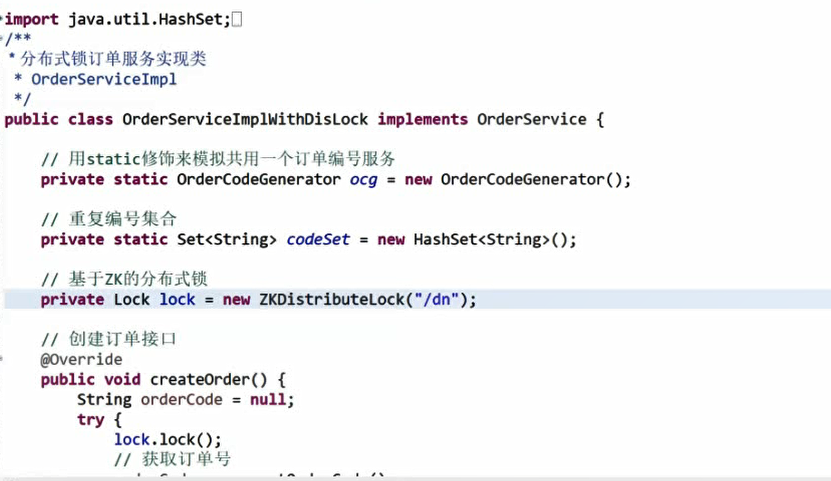 import java.util.HashSet;
/**
* 分布式锁订单服务实现类
* OrderServiceImpl
*/
public class OrderServiceImplWithDisLock implements OrderService {
// 用static修饰来模拟共用一个订单编号服务
private static OrderCodeGenerator ocg = new OrderCodeGenerator();
// 重复编号集合
private static Set<String> codeSet = new HashSet<String>();
// 基于ZK的分布式锁
private Lock lock = new ZKDistributeLock("/dn");
// 创建订单接口
@Override
public void createOrder() {
String orderCode = null;
try {
lock.lock();
// 获取订单号